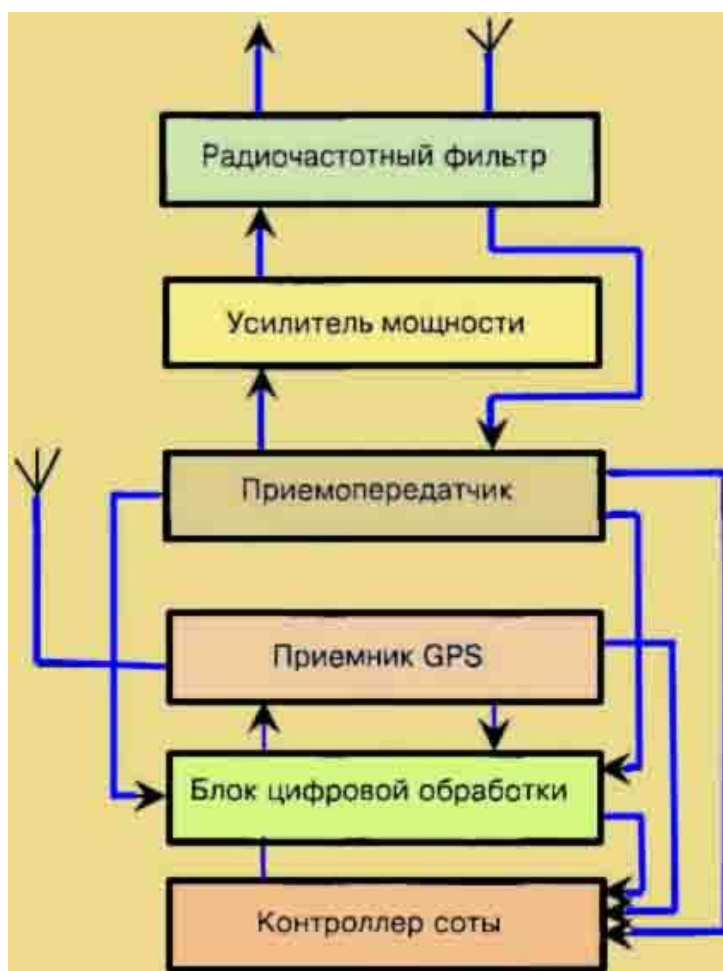 Радиочастотный фильтр
Усилитель мощности
Приемопередатчик
Приемник GPS
Блок цифровой обработки
Контроллер соты